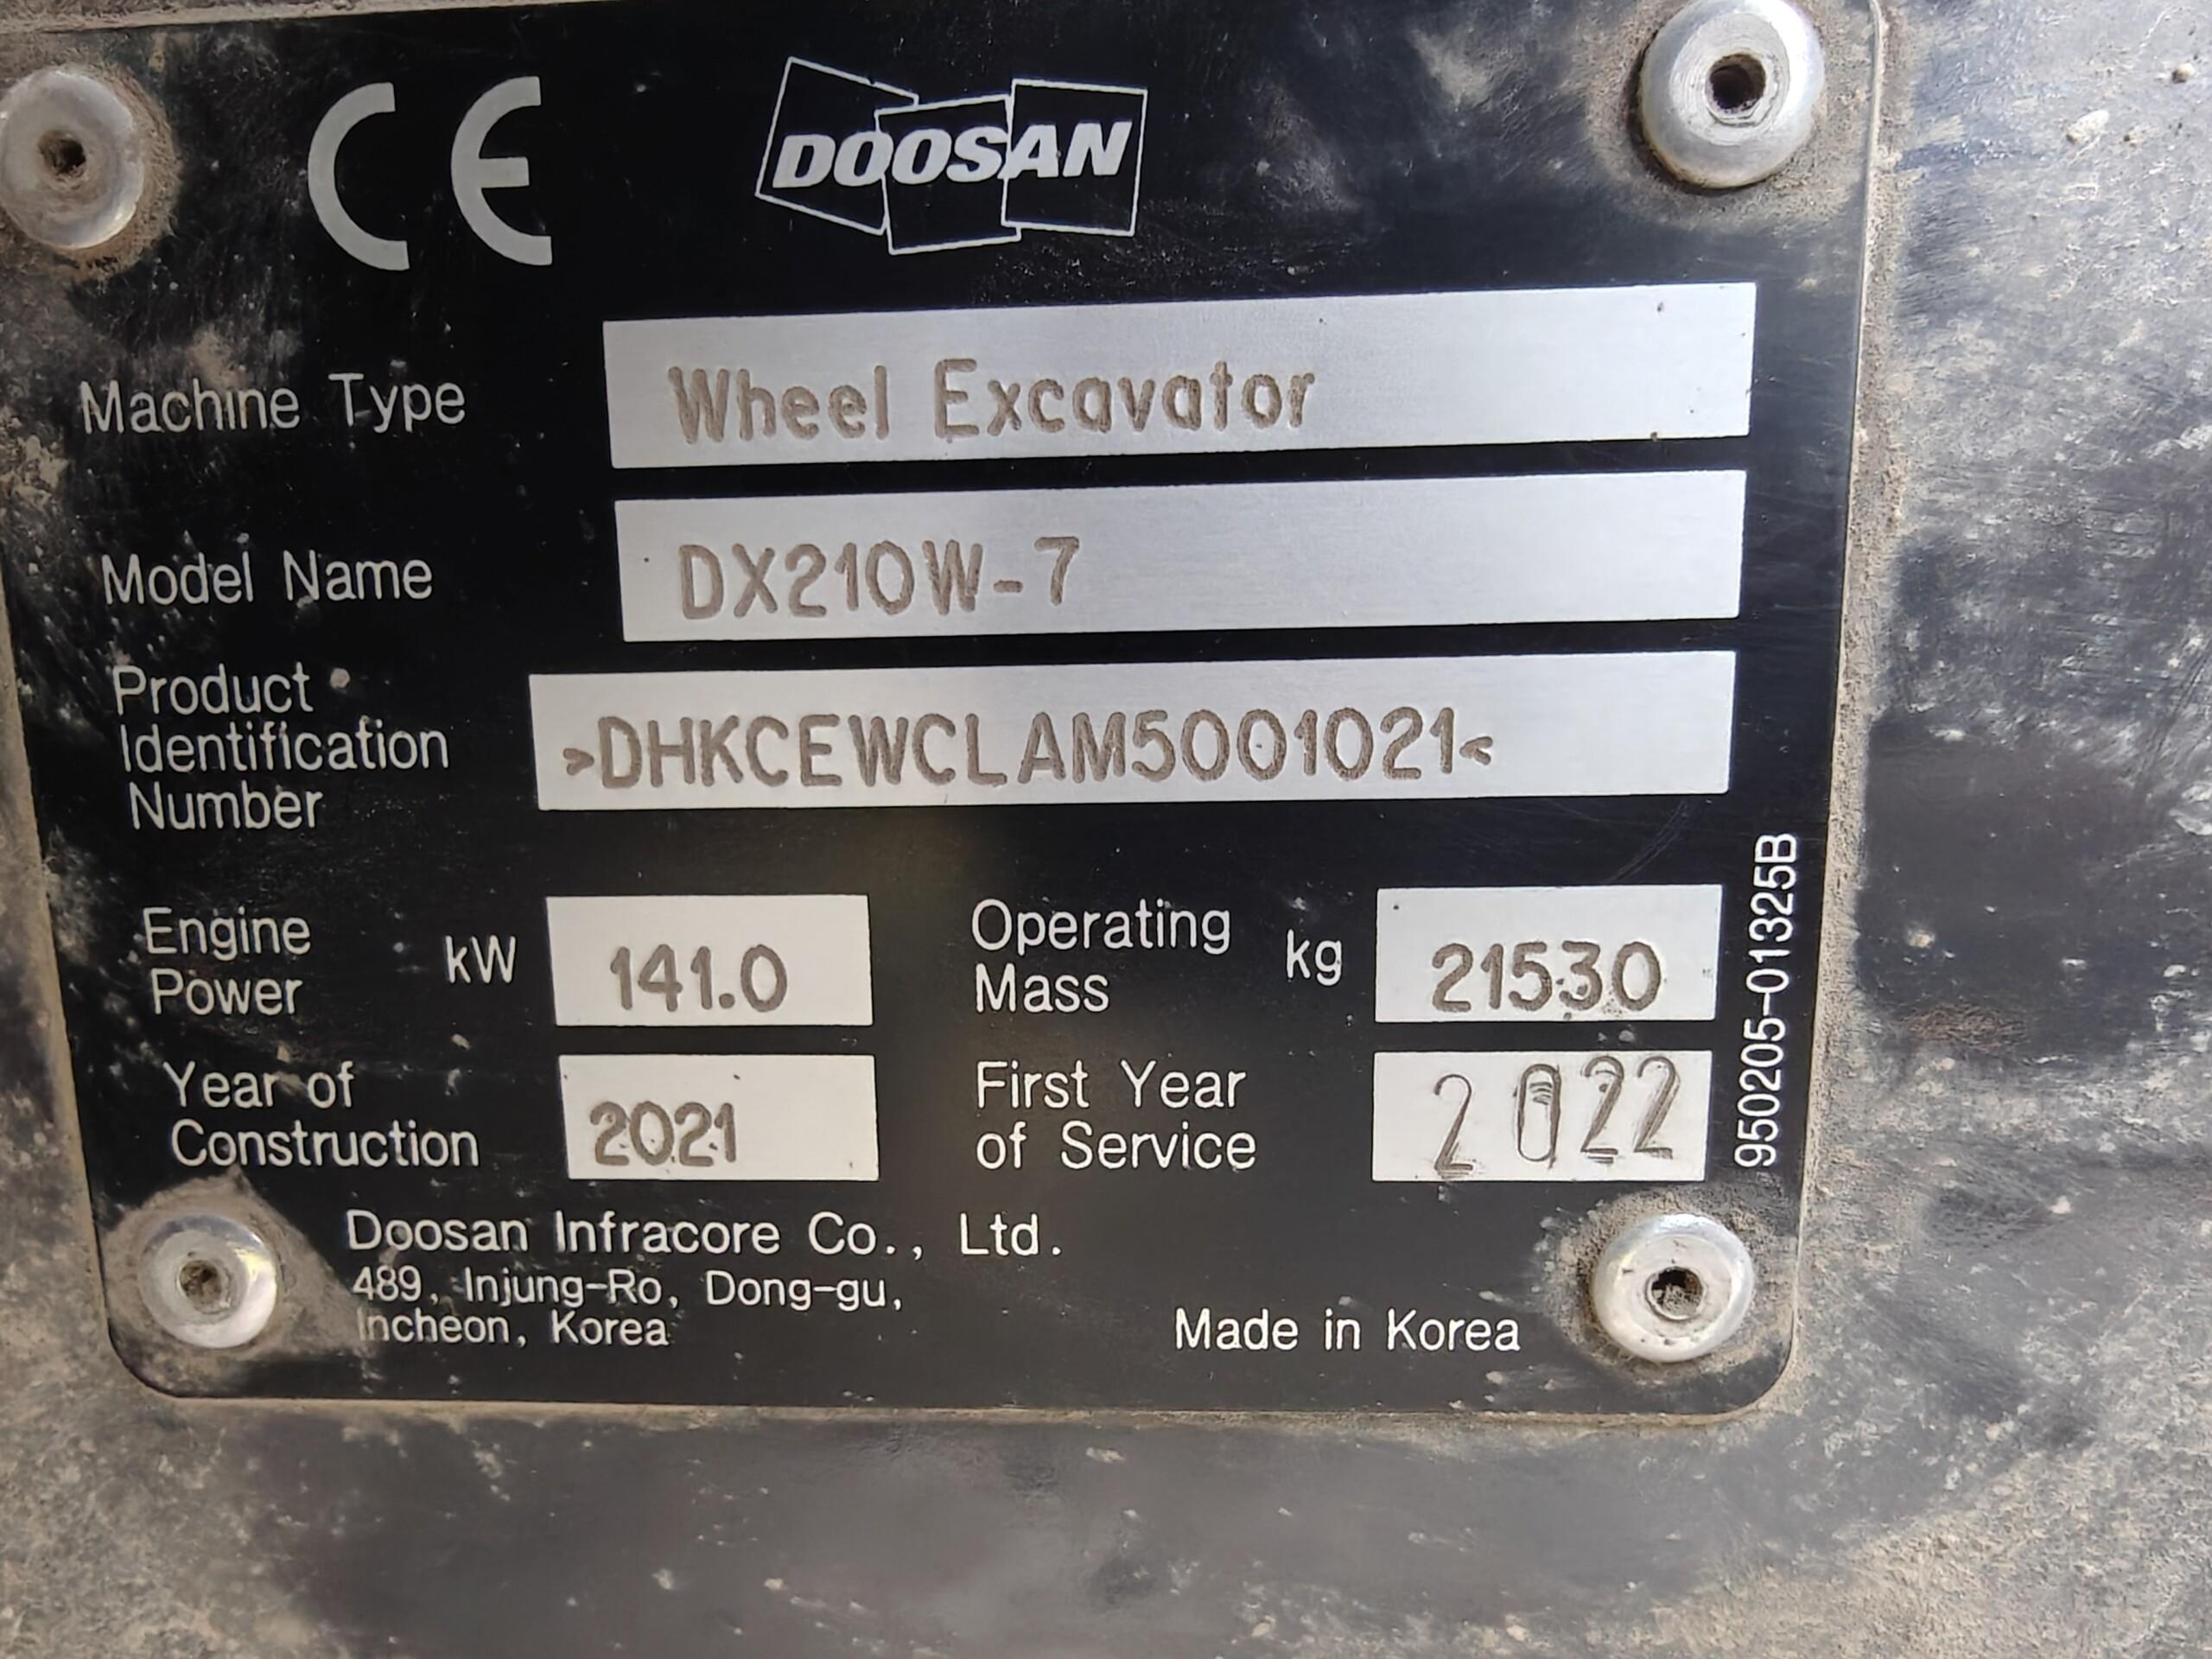 CE
DOOSAN
Machine Type Wheel Excavator
Model Name DX210W-7
Product
Identification
Number >DHKCEWCLAM5001021<
Engine
Power kW 141.0
Operating
Mass kg 21530
Year of
Construction 2021
First Year
of Service 2022
950205-01325B
Doosan Infracore Co., Ltd.
489, Injung-Ro, Dong-gu,
Incheon, Korea
Made in Korea